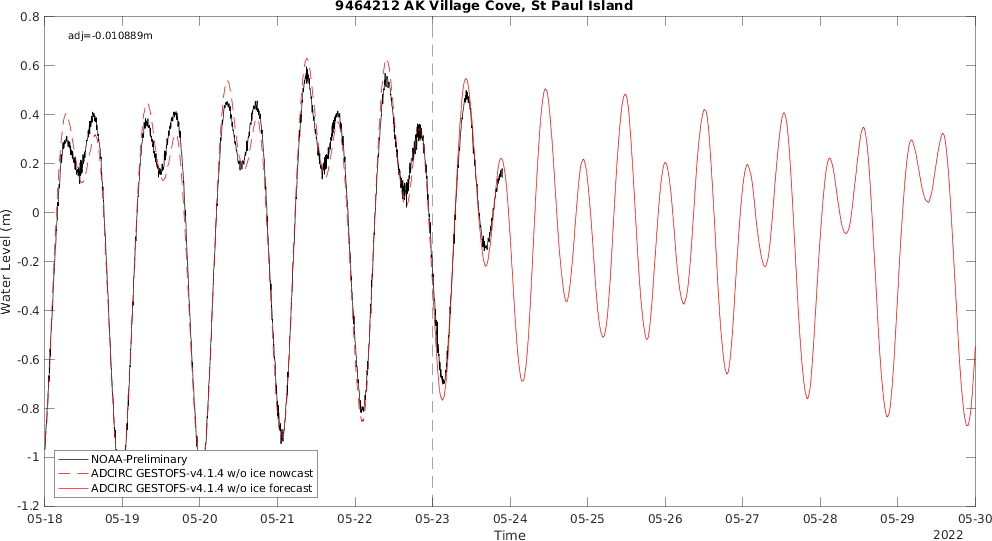 9464212 AK Village Cove, St Paul Island
adj=-0.010889m
0.8
0.6
0.4
0.2
0
-0.2
-0.4
-0.6
-0.8
-1
-1.2
Water Level (m)
NOAA-Preliminary
ADCIRC GESTOFS-v4.1.4 w/o ice nowcast
ADCIRC GESTOFS-v4.1.4 w/o ice forecast
05-18 05-19 05-20 05-21 05-22 05-23 05-24 05-25 05-26 05-27 05-28 05-29 05-30
Time
2022